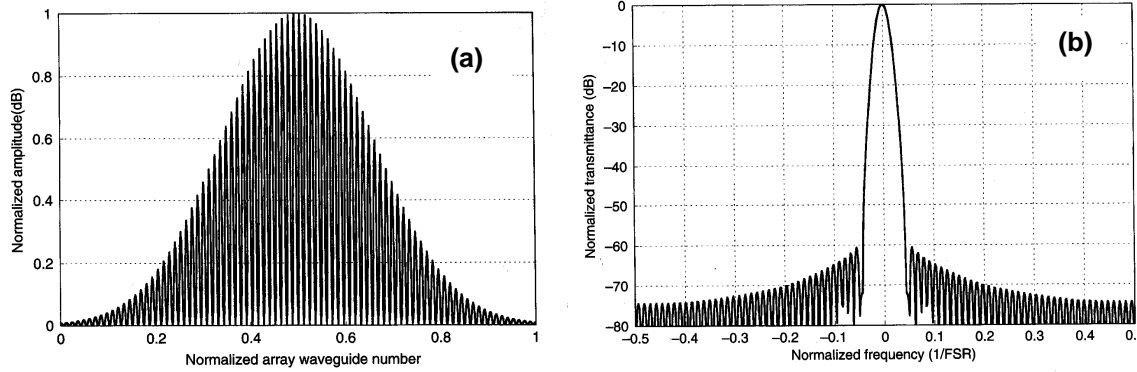 (a)
Normalized amplitude(dB)
1
0.8
0.6
0.4
0.2
0
0 0.2 0.4 0.6 0.8 1
Normalized array waveguide number
(b)
Normalized transmittance (dB)
0
−10
−20
−30
−40
−50
−60
−70
−80
−0.5 −0.4 −0.3 −0.2 −0.1 0 0.1 0.2 0.3 0.4 0.
Normalized frequency (1/FSR)